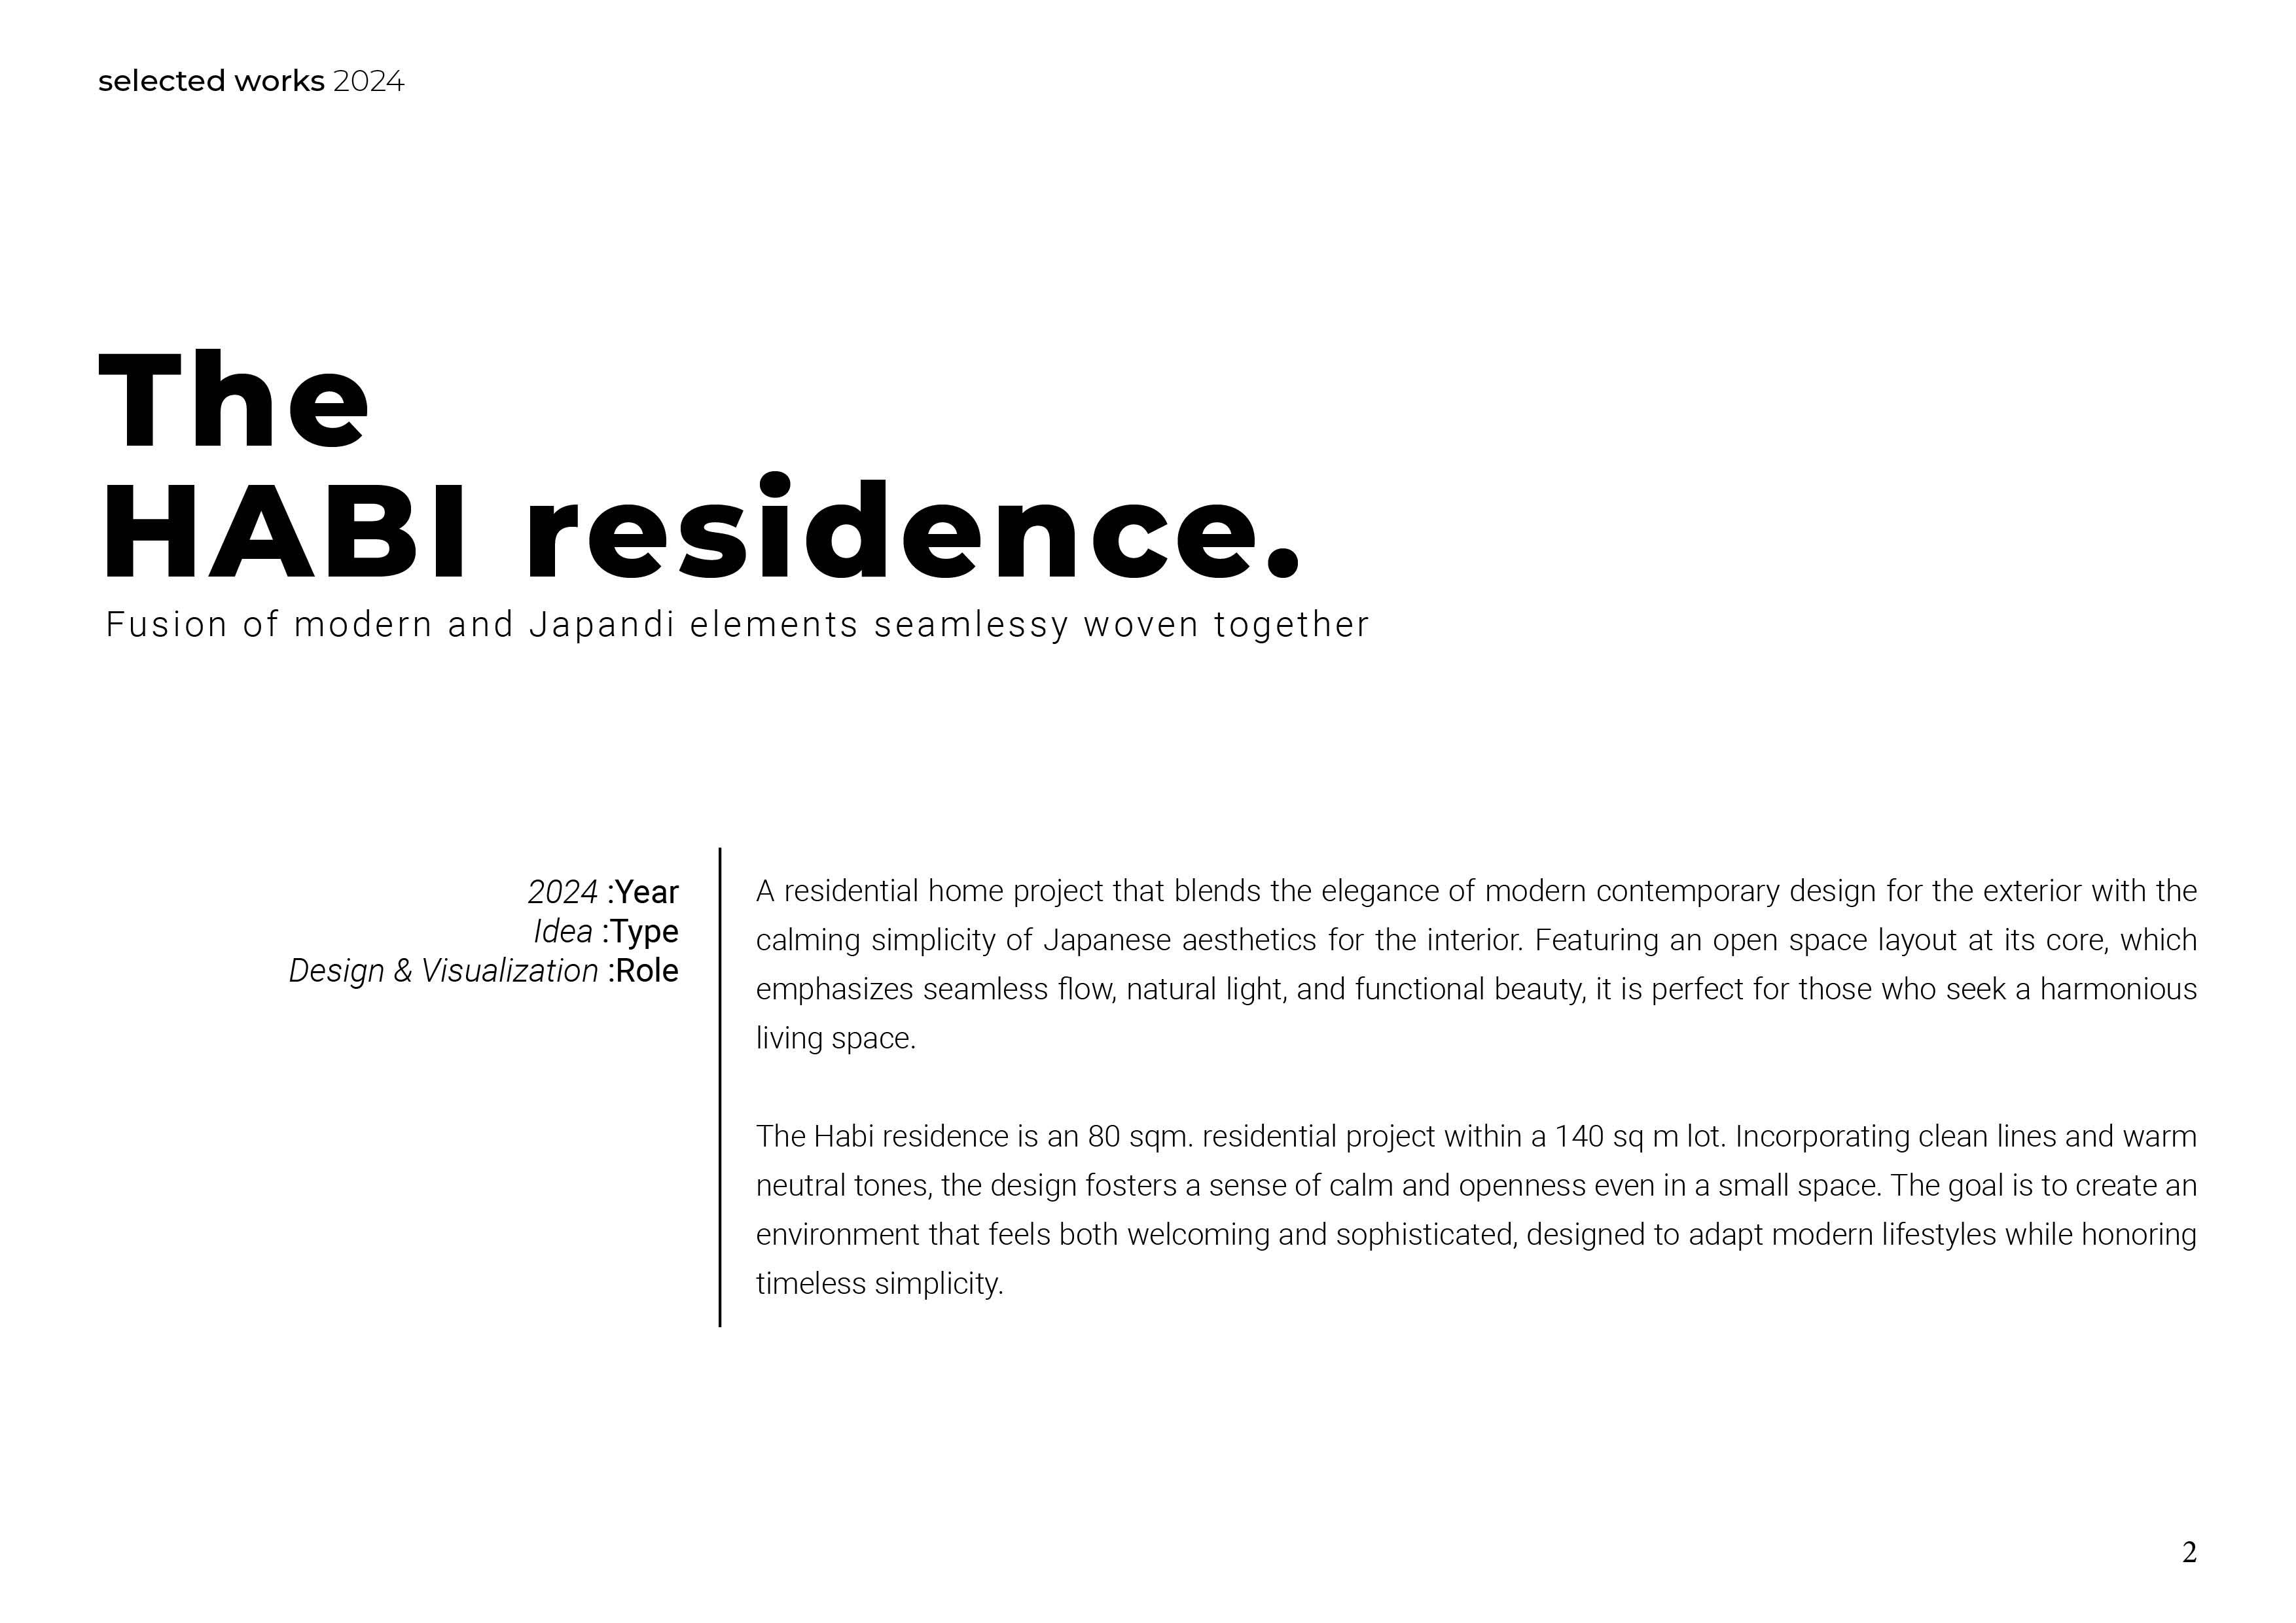 selected works 2024
The
HABI residence.
Fusion of modern and Japandi elements seamlessy woven together
2024 :Year
Idea :Type
Design & Visualization :Role
A residential home project that blends the elegance of modern contemporary design for the exterior with the
calming simplicity of Japanese aesthetics for the interior. Featuring an open space layout at its core, which
emphasizes seamless flow, natural light, and functional beauty, it is perfect for those who seek a harmonious
living space.
The Habi residence is an 80 sqm. residential project within a 140 sq m lot. Incorporating clean lines and warm
neutral tones, the design fosters a sense of calm and openness even in a small space. The goal is to create an
environment that feels both welcoming and sophisticated, designed to adapt modern lifestyles while honoring
timeless simplicity.
2